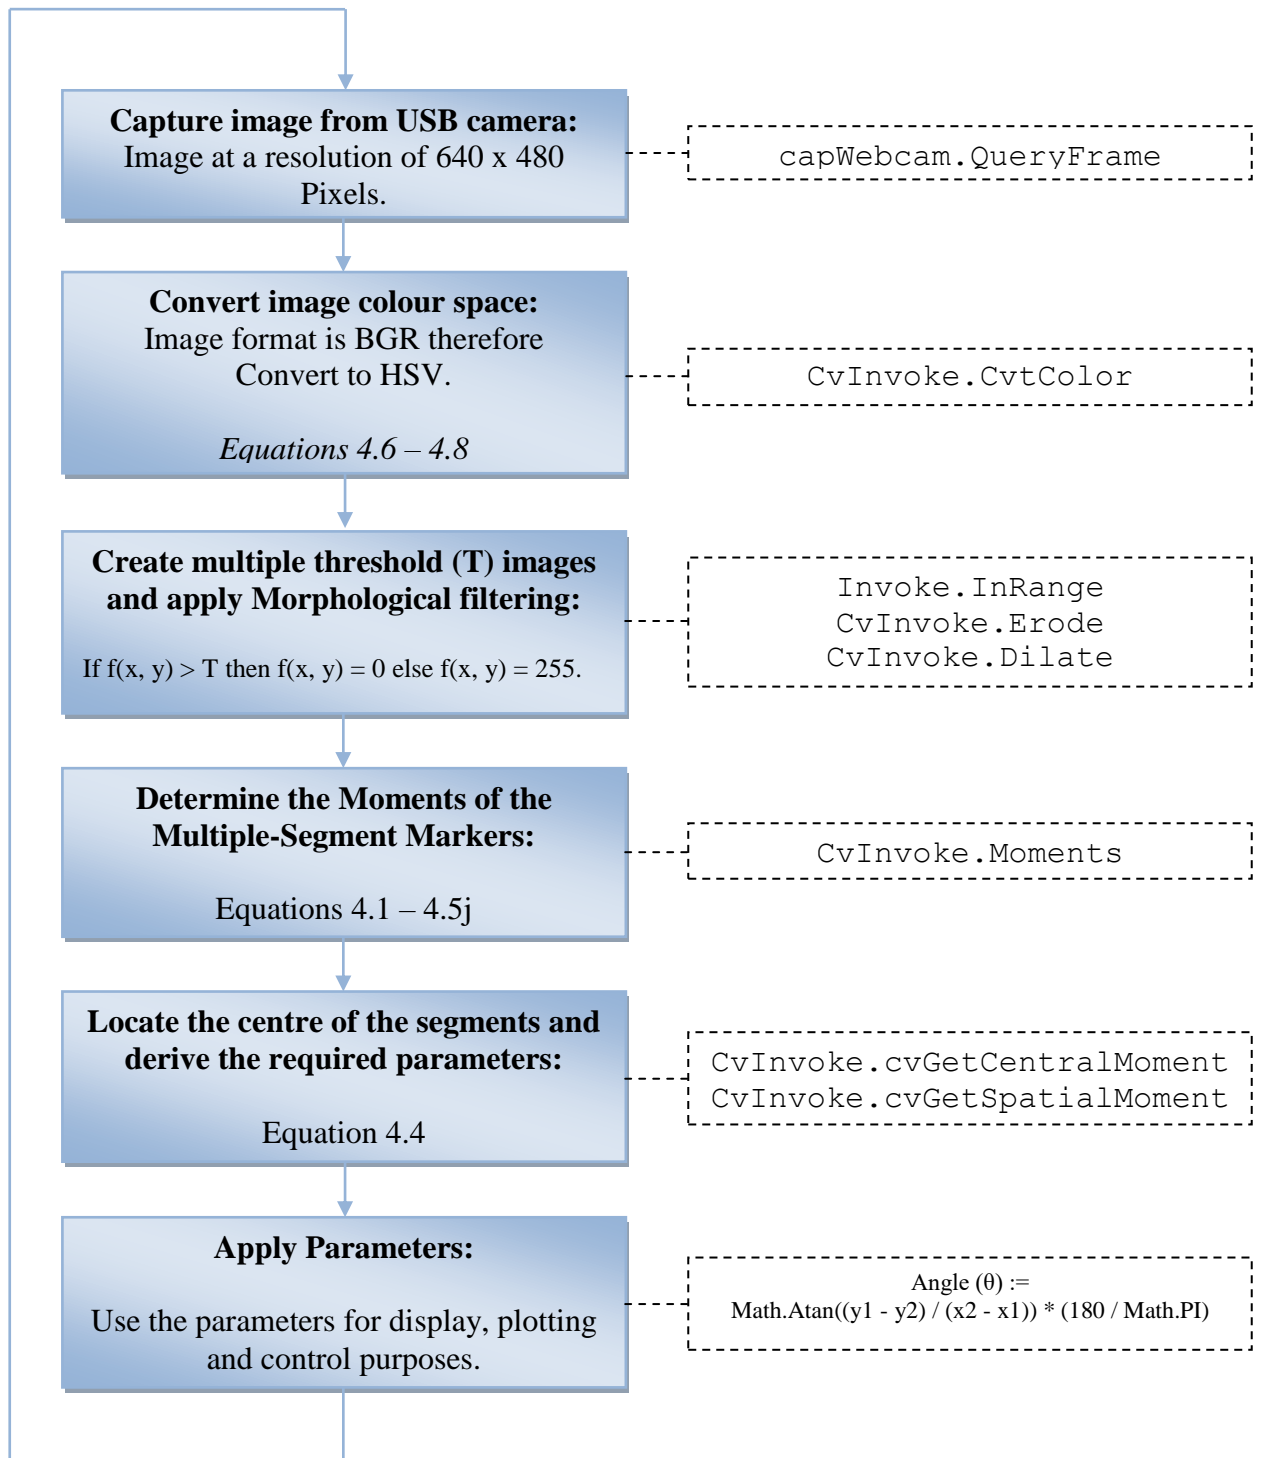 Capture image from USB camera:
Image at a resolution of 640 x 480
Pixels.
capWebcam.QueryFrame
Convert image colour space:
Image format is BGR therefore
Convert to HSV.
Equations 4.6 – 4.8
CvInvoke.CvtColor
Create multiple threshold (T) images
and apply Morphological filtering:
If f(x, y) > T then f(x, y) = 0 else f(x, y) = 255.
Invoke.InRange
CvInvoke.Erode
CvInvoke.Dilate
Determine the Moments of the
Multiple-Segment Markers:
Equations 4.1 – 4.5j
CvInvoke.Moments
Locate the centre of the segments and
derive the required parameters:
Equation 4.4
CvInvoke.cvGetCentralMoment
CvInvoke.cvGetSpatialMoment
Apply Parameters:
Use the parameters for display, plotting
and control purposes.
Angle (θ) :=
Math.Atan((y1 - y2) / (x2 - x1)) * (180 / Math.PI)